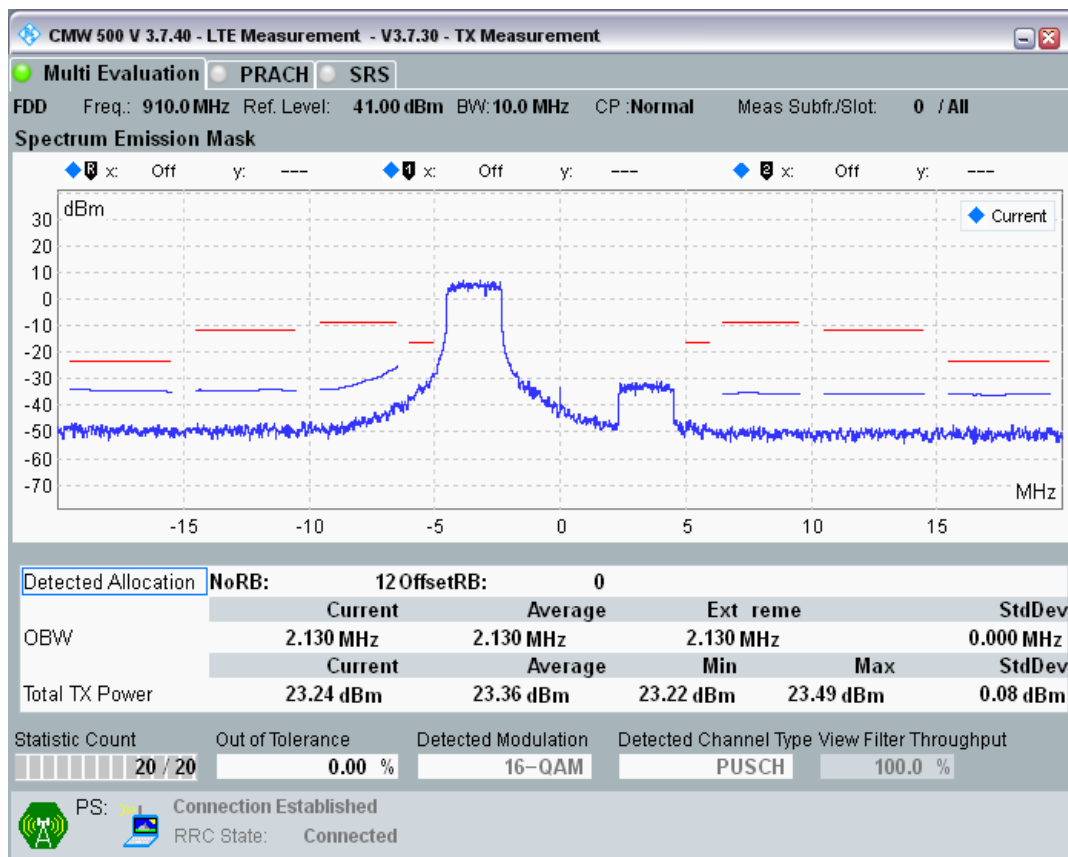 CMW 500 V 3.7.40 - LTE Measurement - V3.7.30 - TX Measurement
Multi Evaluation PRACH SRS
FDD Freq.: 910.0 MHz Ref. Level: 41.00 dBm BW: 10.0 MHz CP :Normal Meas Subfr./Slot: 0 / All
Spectrum Emission Mask
R x: Off y: --- 1 x: Off y: --- 2 x: Off y: ---
dBm
Current
30
20
10
0
-10
-20
-30
-40
-50
-60
-70
MHz
-15 -10 -5 0 5 10 15
Detected Allocation NoRB: 12 OffsetRB: 0
Current Average Ext reme StdDev
OBW 2.130 MHz 2.130 MHz 2.130 MHz 0.000 MHz
Current Average Min Max StdDev
Total TX Power 23.24 dBm 23.36 dBm 23.22 dBm 23.49 dBm 0.08 dBm
Statistic Count Out of Tolerance Detected Modulation Detected Channel Type View Filter Throughput
20 / 20 0.00 % 16-QAM PUSCH 100.0 %
PS: Connection Established
RRC State: Connected